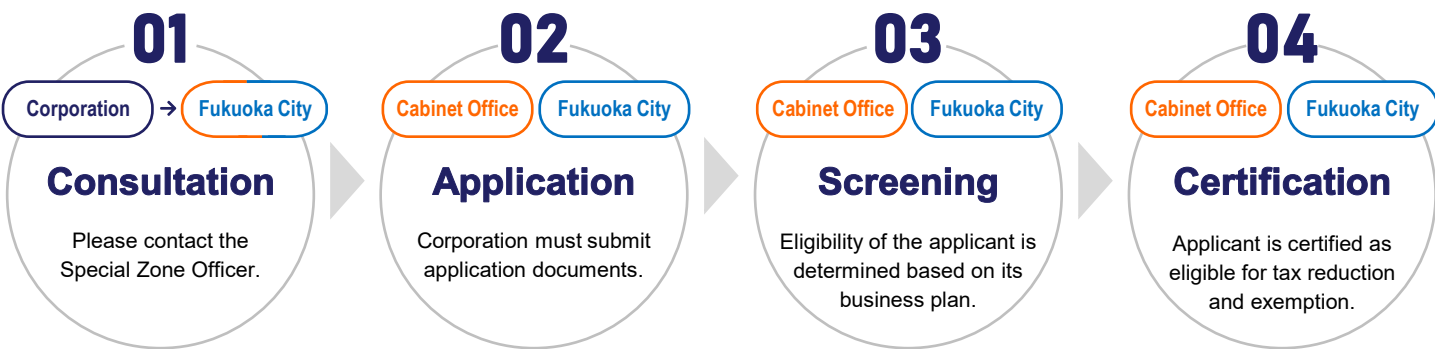 01
Corporation → Fukuoka City
Consultation
Please contact the
Special Zone Officer.
02
Cabinet Office Fukuoka City
Application
Corporation must submit
application documents.
03
Cabinet Office Fukuoka City
Screening
Eligibility of the applicant is
determined based on its
business plan.
04
Cabinet Office Fukuoka City
Certification
Applicant is certified as
eligible for tax reduction
and exemption.